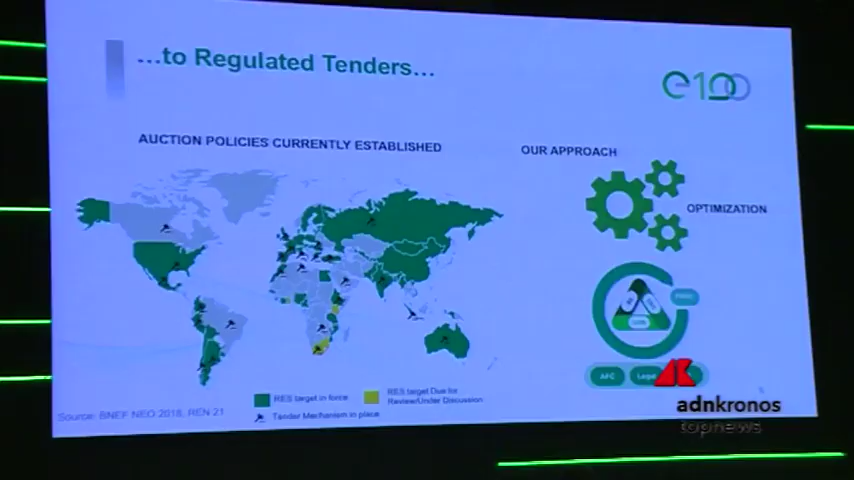 ...to Regulated Tenders...
e100
AUCTION POLICIES CURRENTLY ESTABLISHED
OUR APPROACH
OPTIMIZATION
RES target in force
RES target Due for
Review/Under Discussion
Tender Mechanism in place
Source: BNEF NEO 2018, REN 21
AFC
Legal
adnkronos
topnews